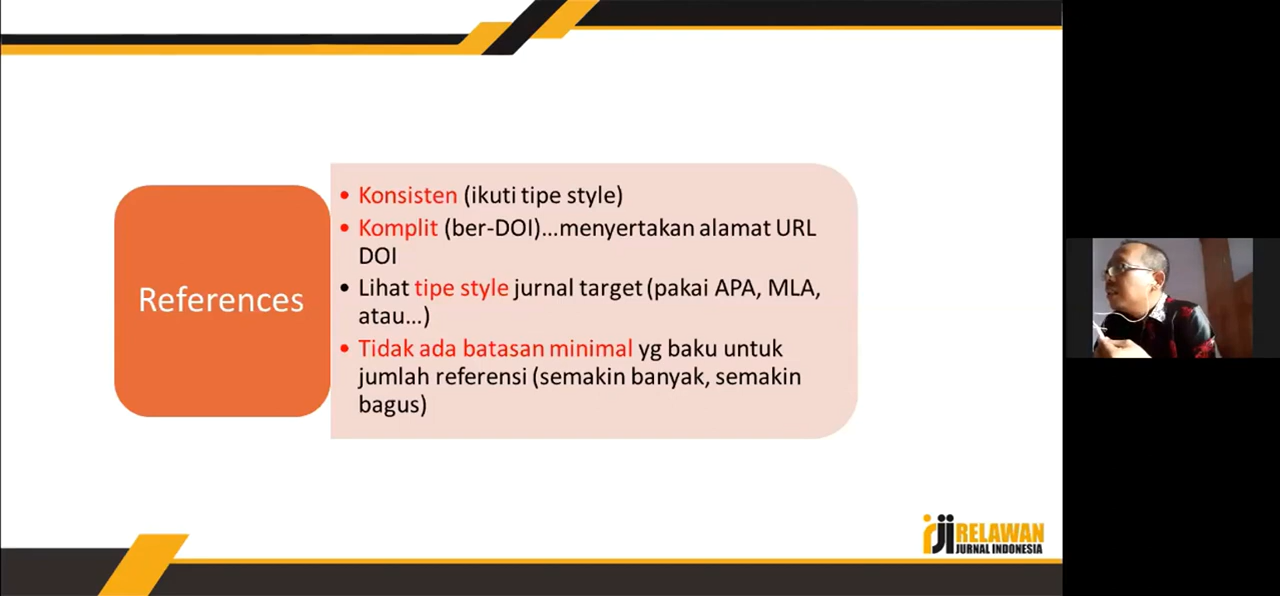 References
• Konsisten (ikuti tipe style)
• Komplit (ber-DOI)...menyertakan alamat URL
DOI
• Lihat tipe style jurnal target (pakai APA, MLA,
atau...)
• Tidak ada batasan minimal yg baku untuk
jumlah referensi (semakin banyak, semakin
bagus)
rji RELAWAN
JURNAL INDONESIA